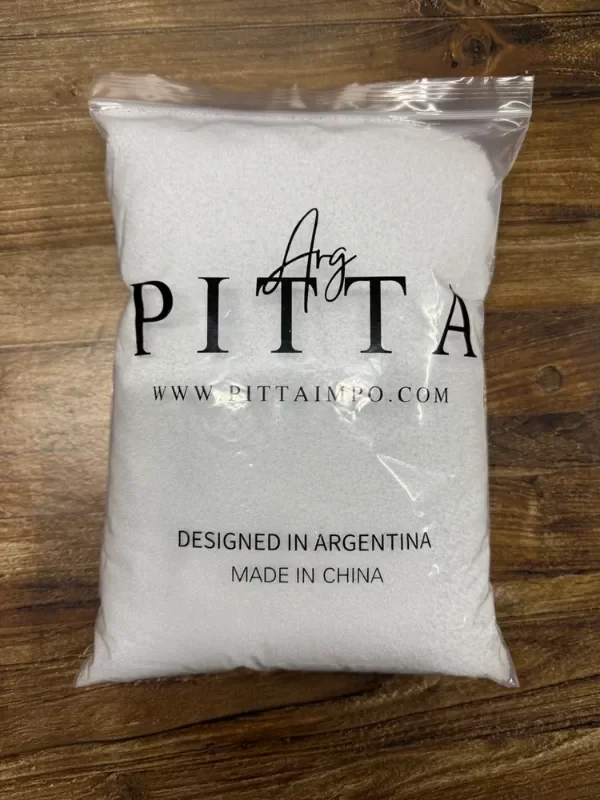 Arg
PITTA
WWW.PITTAIMPO.COM
DESIGNED IN ARGENTINA
MADE IN CHINA